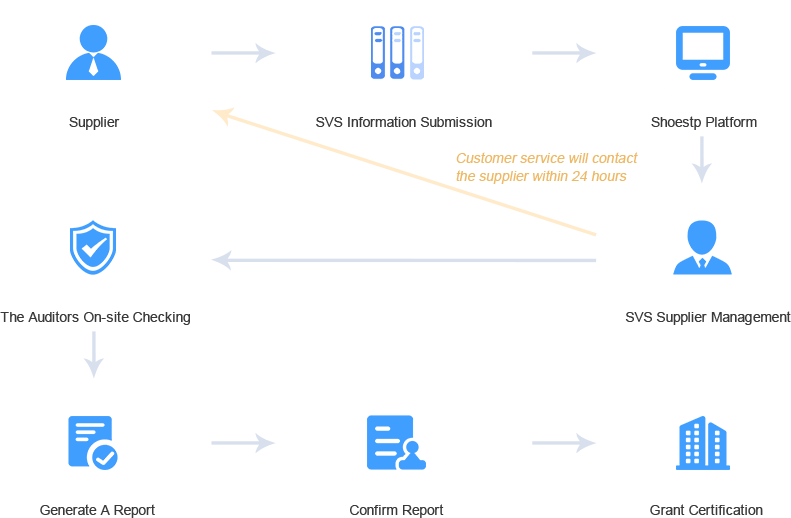 Supplier
SVS Information Submission
Shoestp Platform
Customer service will contact
the supplier within 24 hours
The Auditors On-site Checking
SVS Supplier Management
Generate A Report
Confirm Report
Grant Certification